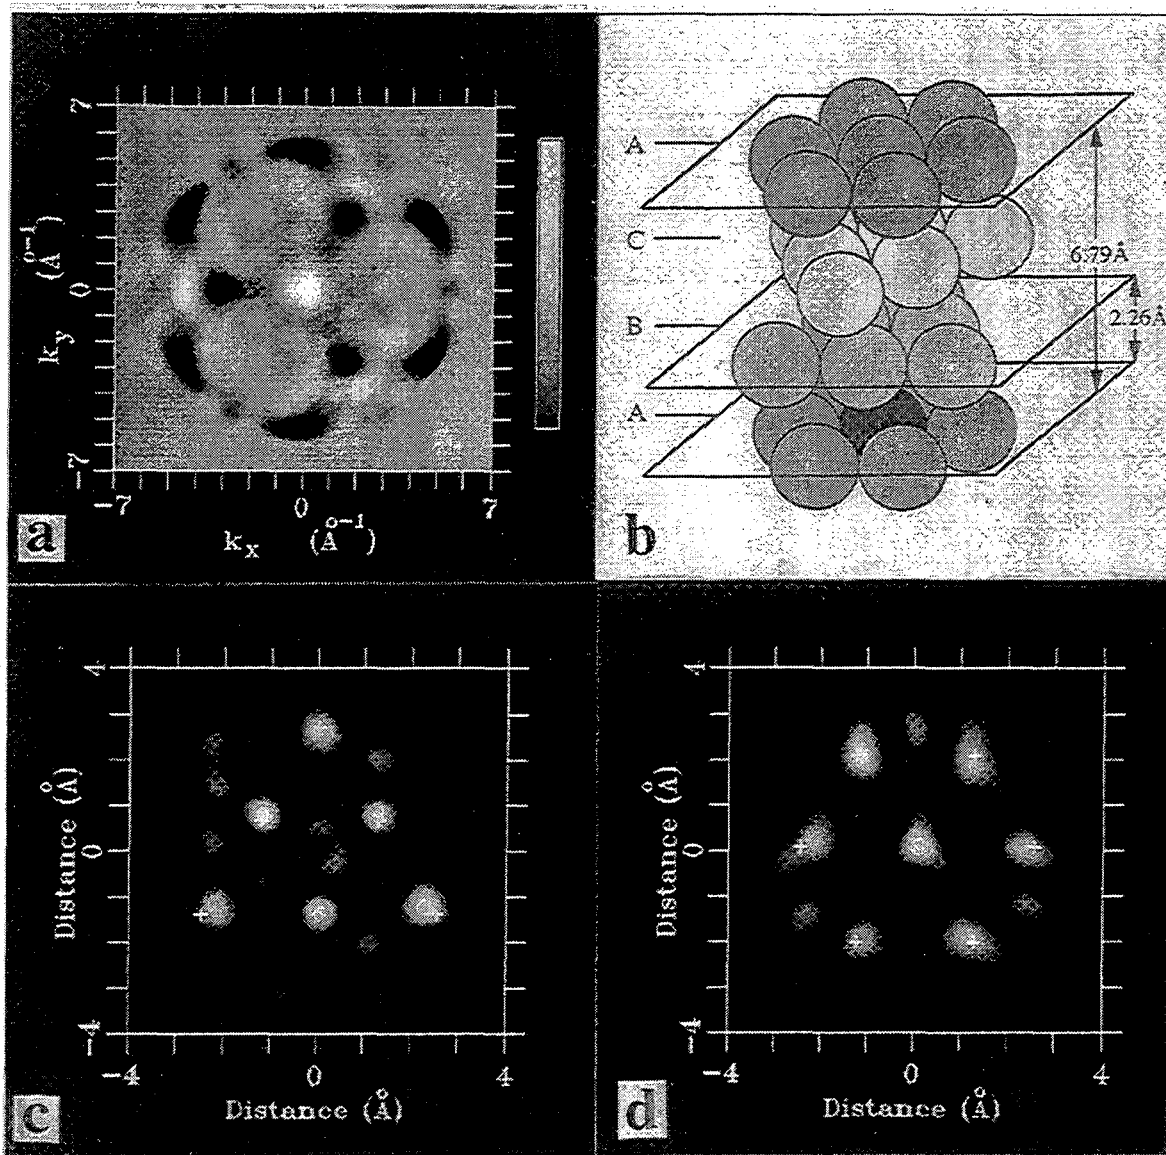 7
0
-7
k_y (Å⁻¹)
-7
0
7
k_x (Å⁻¹)
a
A
C
B
A
6.79Å
2.26Å
b
4
0
-4
Distance (Å)
-4
0
4
Distance (Å)
c
4
0
-4
Distance (Å)
-4
0
4
Distance (Å)
d